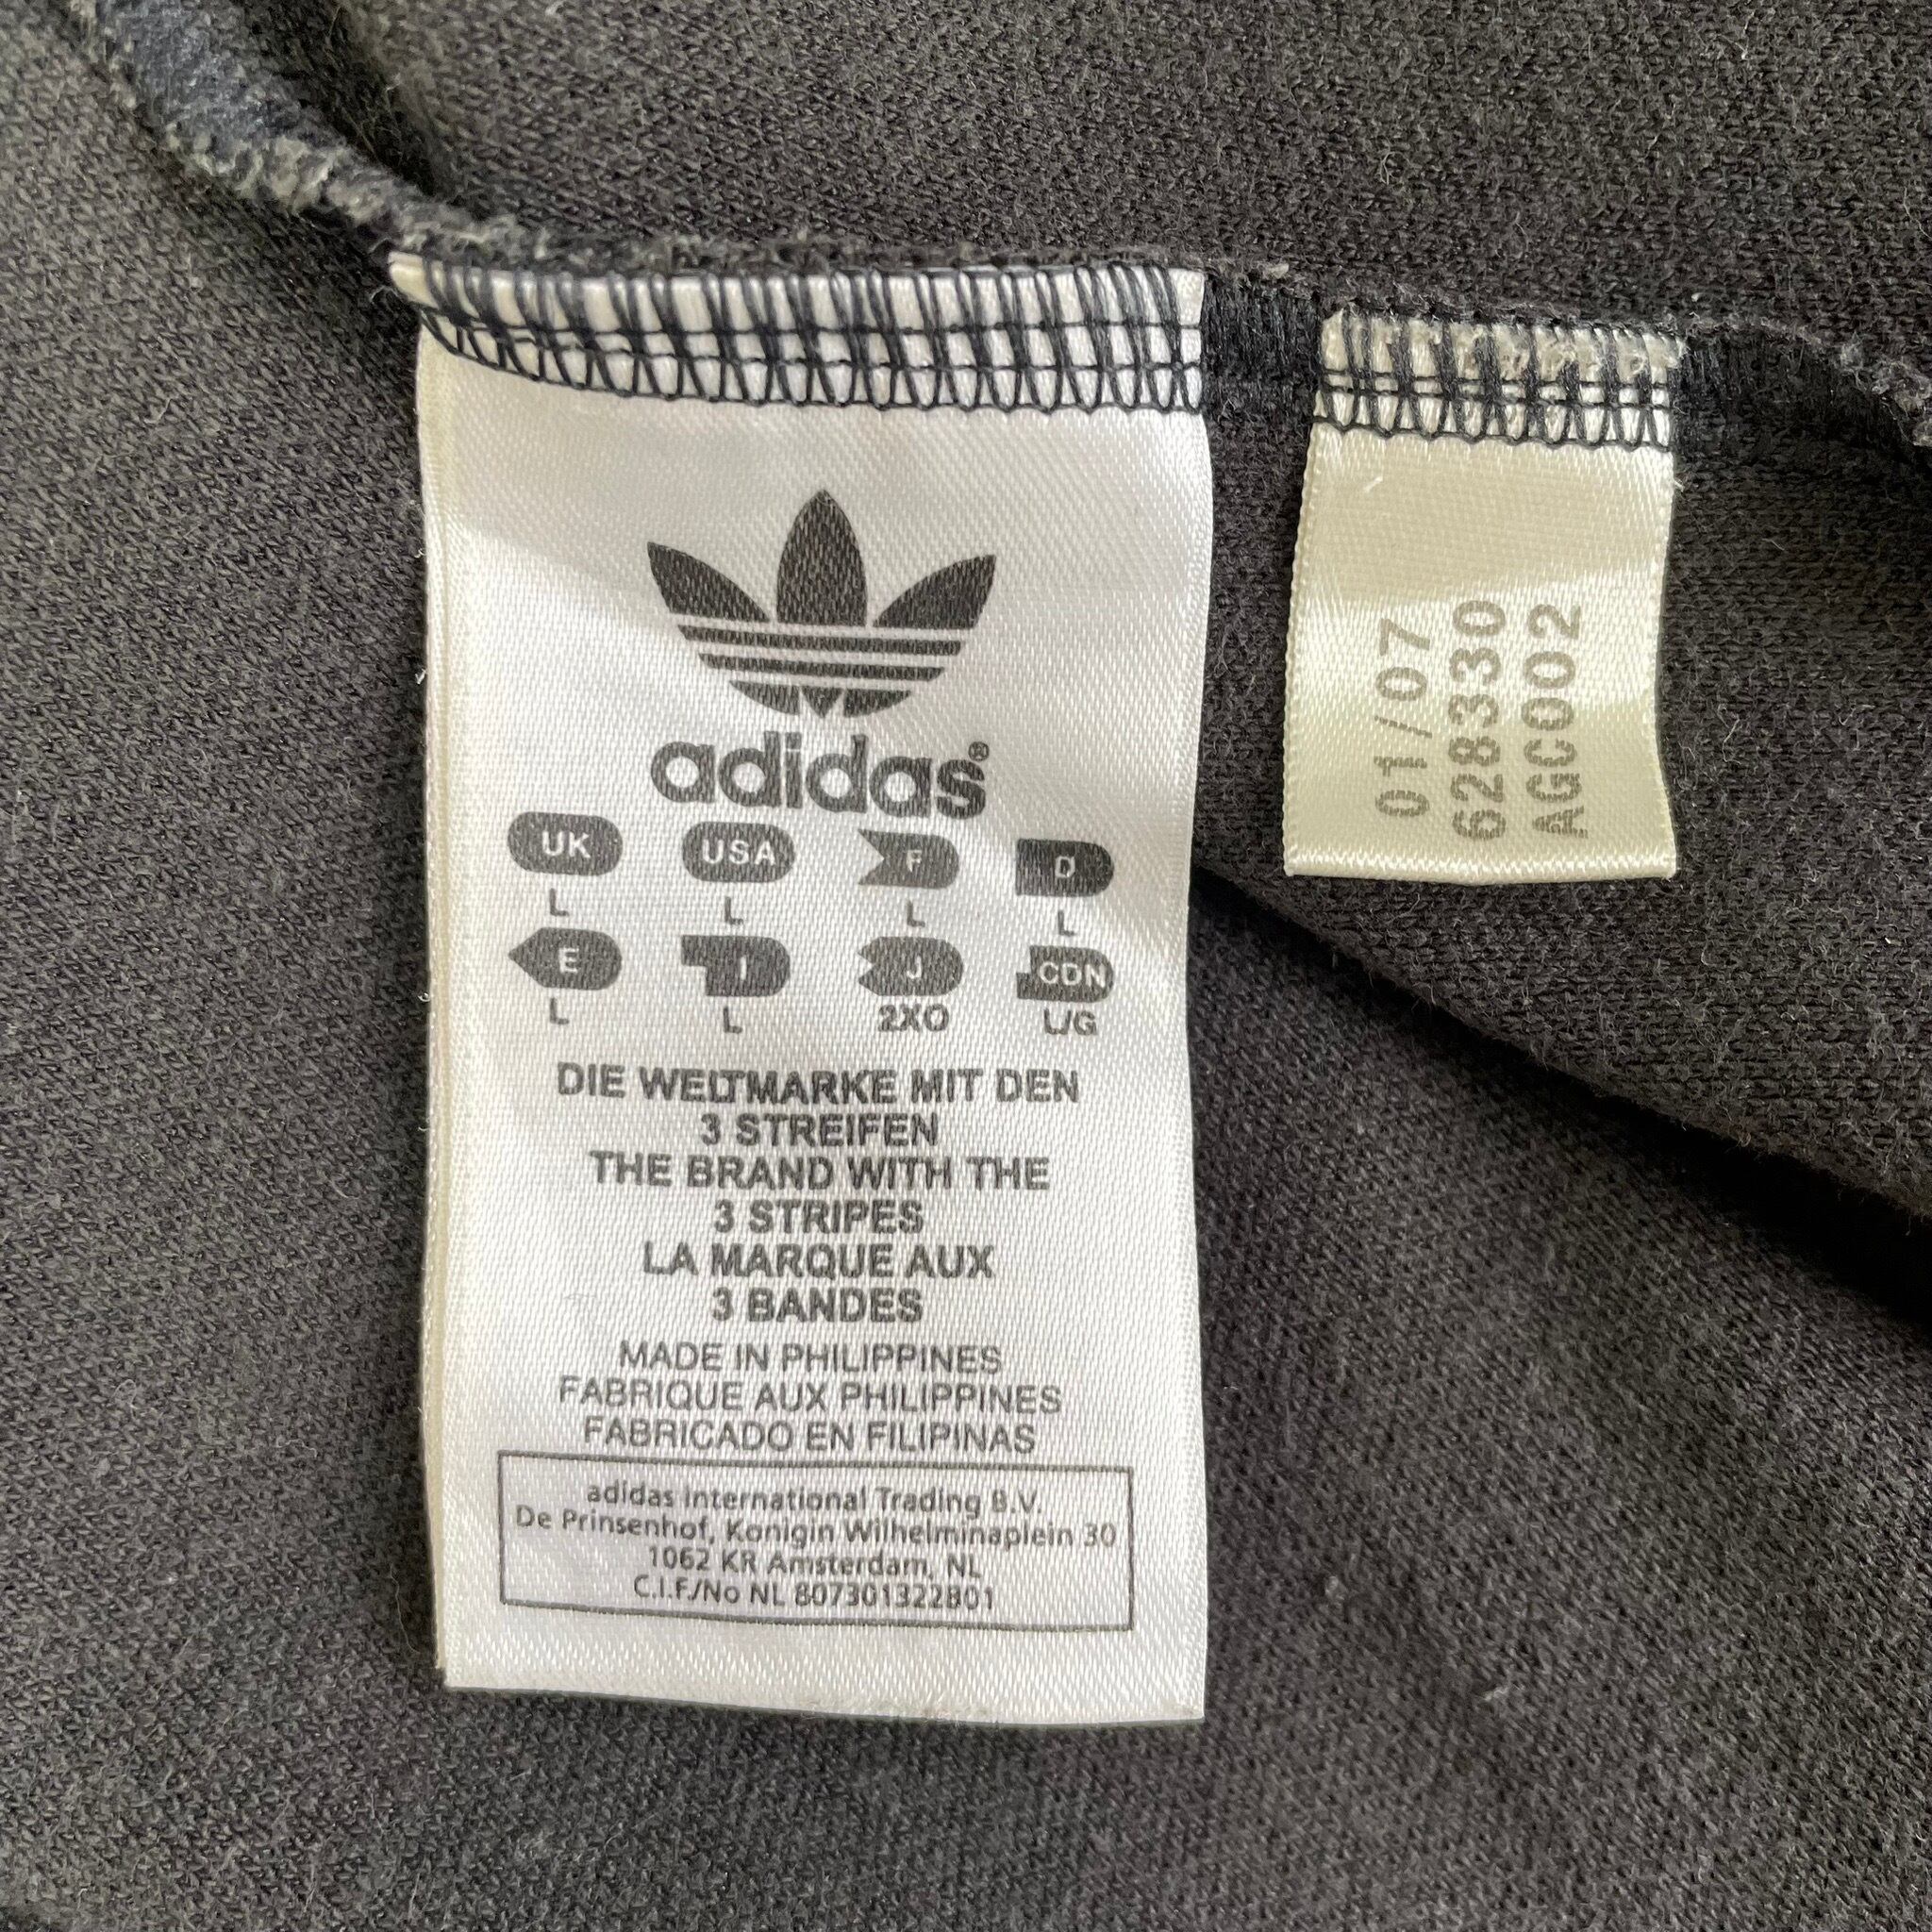 adidas®
UK USA F D
L L L L
E I J CDN
L L 2XO L/G
DIE WELTMARKE MIT DEN
3 STREIFEN
THE BRAND WITH THE
3 STRIPES
LA MARQUE AUX
3 BANDES
MADE IN PHILIPPINES
FABRIQUE AUX PHILIPPINES
FABRICADO EN FILIPINAS
adidas International Trading B.V.
De Prinsenhof, Konigin Wilhelminaplein 30
1062 KR Amsterdam, NL
C.I.F./No NL 807301322B01
01/07
628330
AGC002